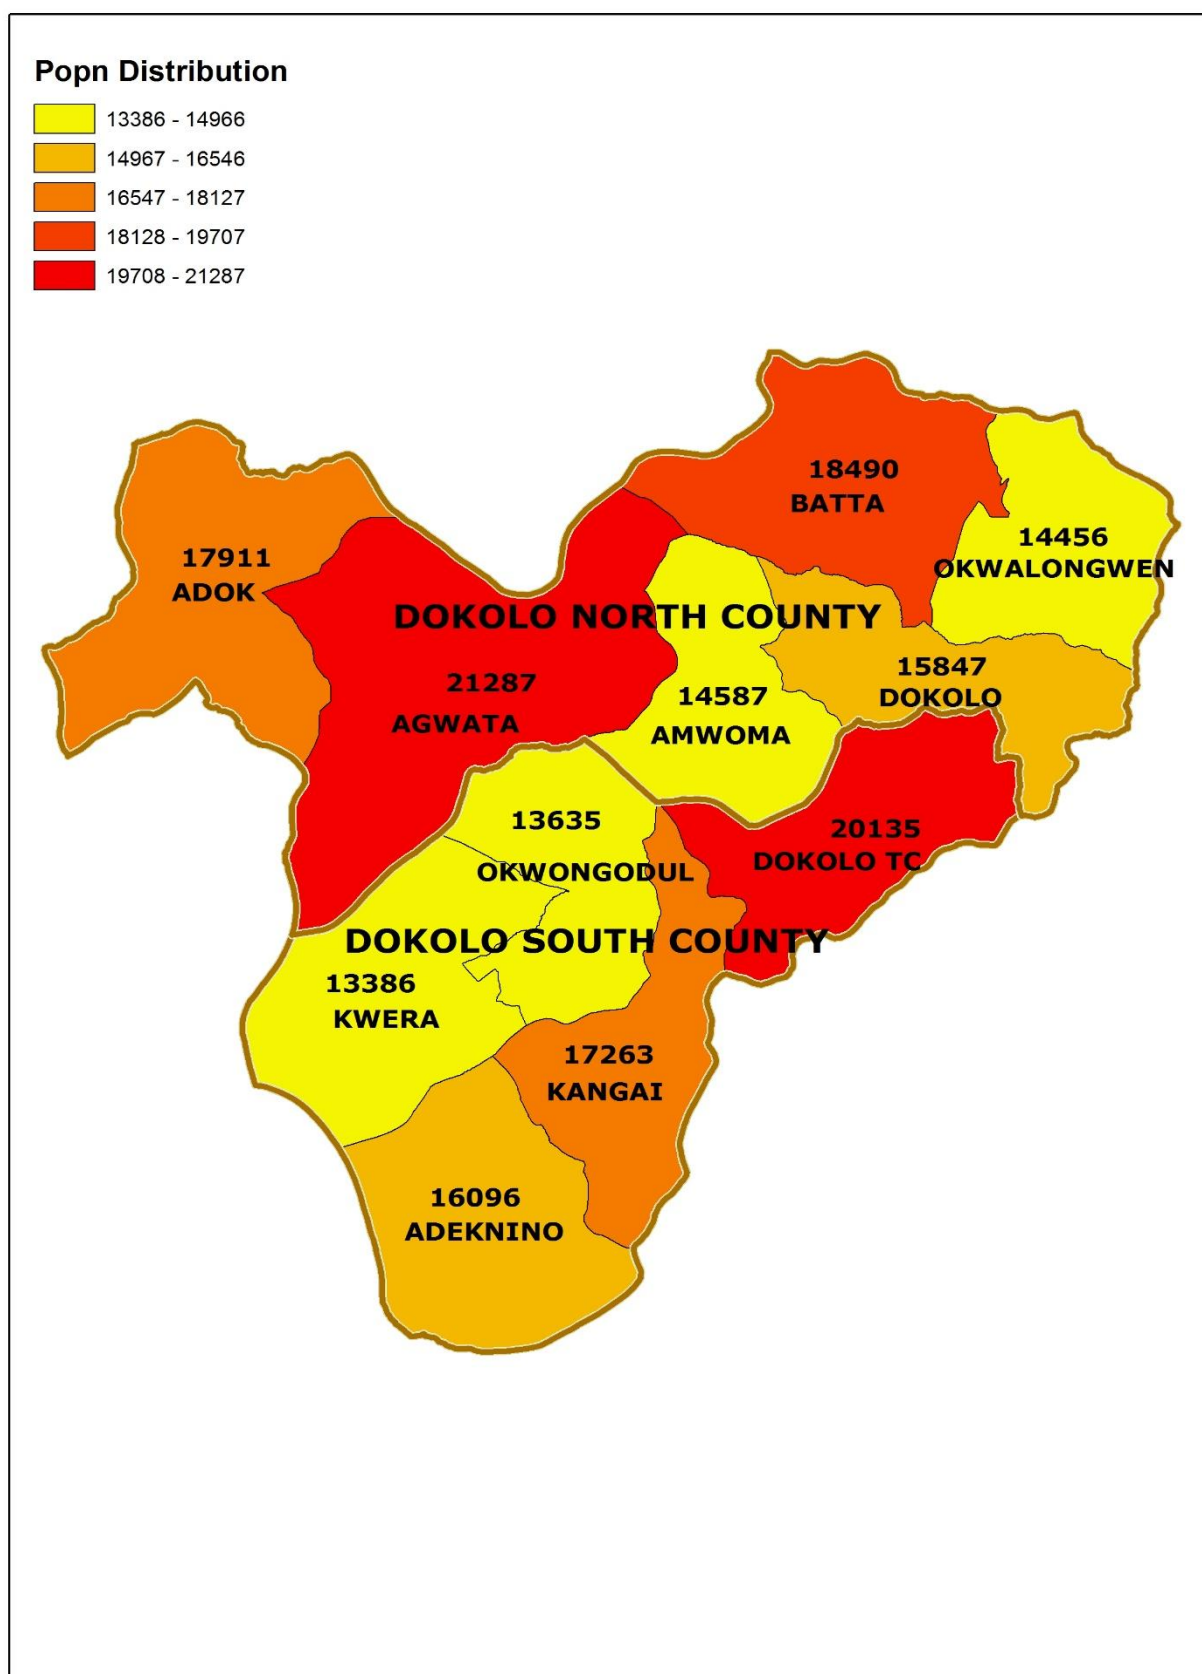 Popn Distribution
13386 - 14966
14967 - 16546
16547 - 18127
18128 - 19707
19708 - 21287
18490
BATTA
14456
OKWALONGWEN
17911
ADOK
DOKOLO NORTH COUNTY
15847
DOKOLO
21287
AGWATA
14587
AMWOMA
13635
OKWONGODUL
20135
DOKOLO TC
DOKOLO SOUTH COUNTY
13386
KWERA
17263
KANGAI
16096
ADEKNINO